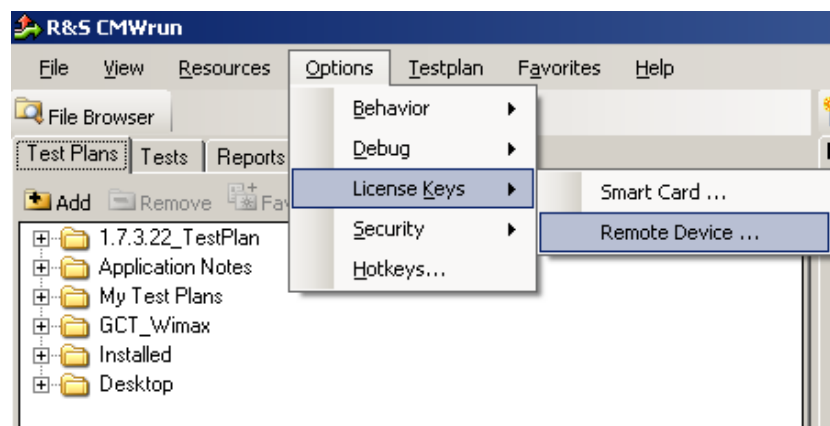 R&S CMWrun
File View Resources Options Testplan Favorites Help
File Browser
Behavior
Test Plans Tests Reports
Debug
Add Remove
License Keys
Smart Card ...
Security
Remote Device ...
Hotkeys...
1.7.3.22_TestPlan
Application Notes
My Test Plans
GCT_Wimax
Installed
Desktop